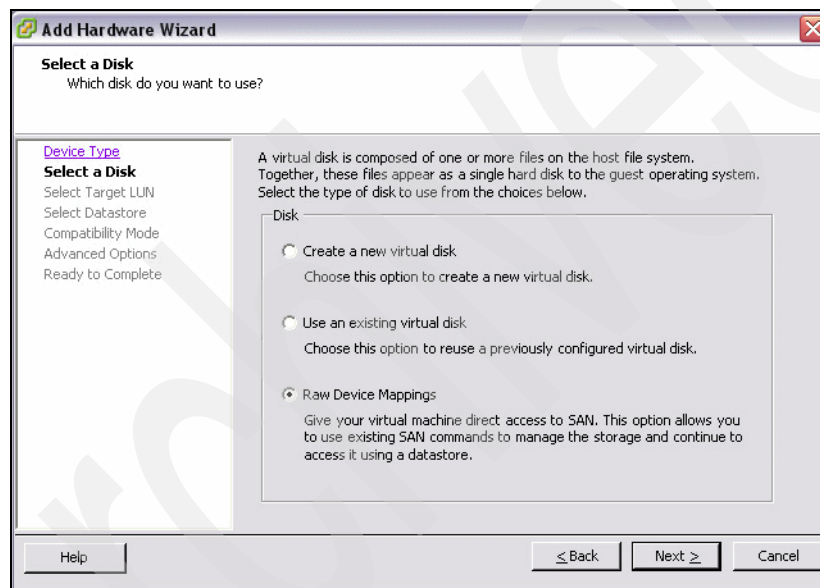 Add Hardware Wizard
Select a Disk
Which disk do you want to use?
Device Type
Select a Disk
Select Target LUN
Select Datastore
Compatibility Mode
Advanced Options
Ready to Complete
A virtual disk is composed of one or more files on the host file system.
Together, these files appear as a single hard disk to the guest operating system.
Select the type of disk to use from the choices below.
Disk
Create a new virtual disk
Choose this option to create a new virtual disk.
Use an existing virtual disk
Choose this option to reuse a previously configured virtual disk.
Raw Device Mappings
Give your virtual machine direct access to SAN. This option allows you
to use existing SAN commands to manage the storage and continue to
access it using a datastore.
Help
< Back
Next >
Cancel